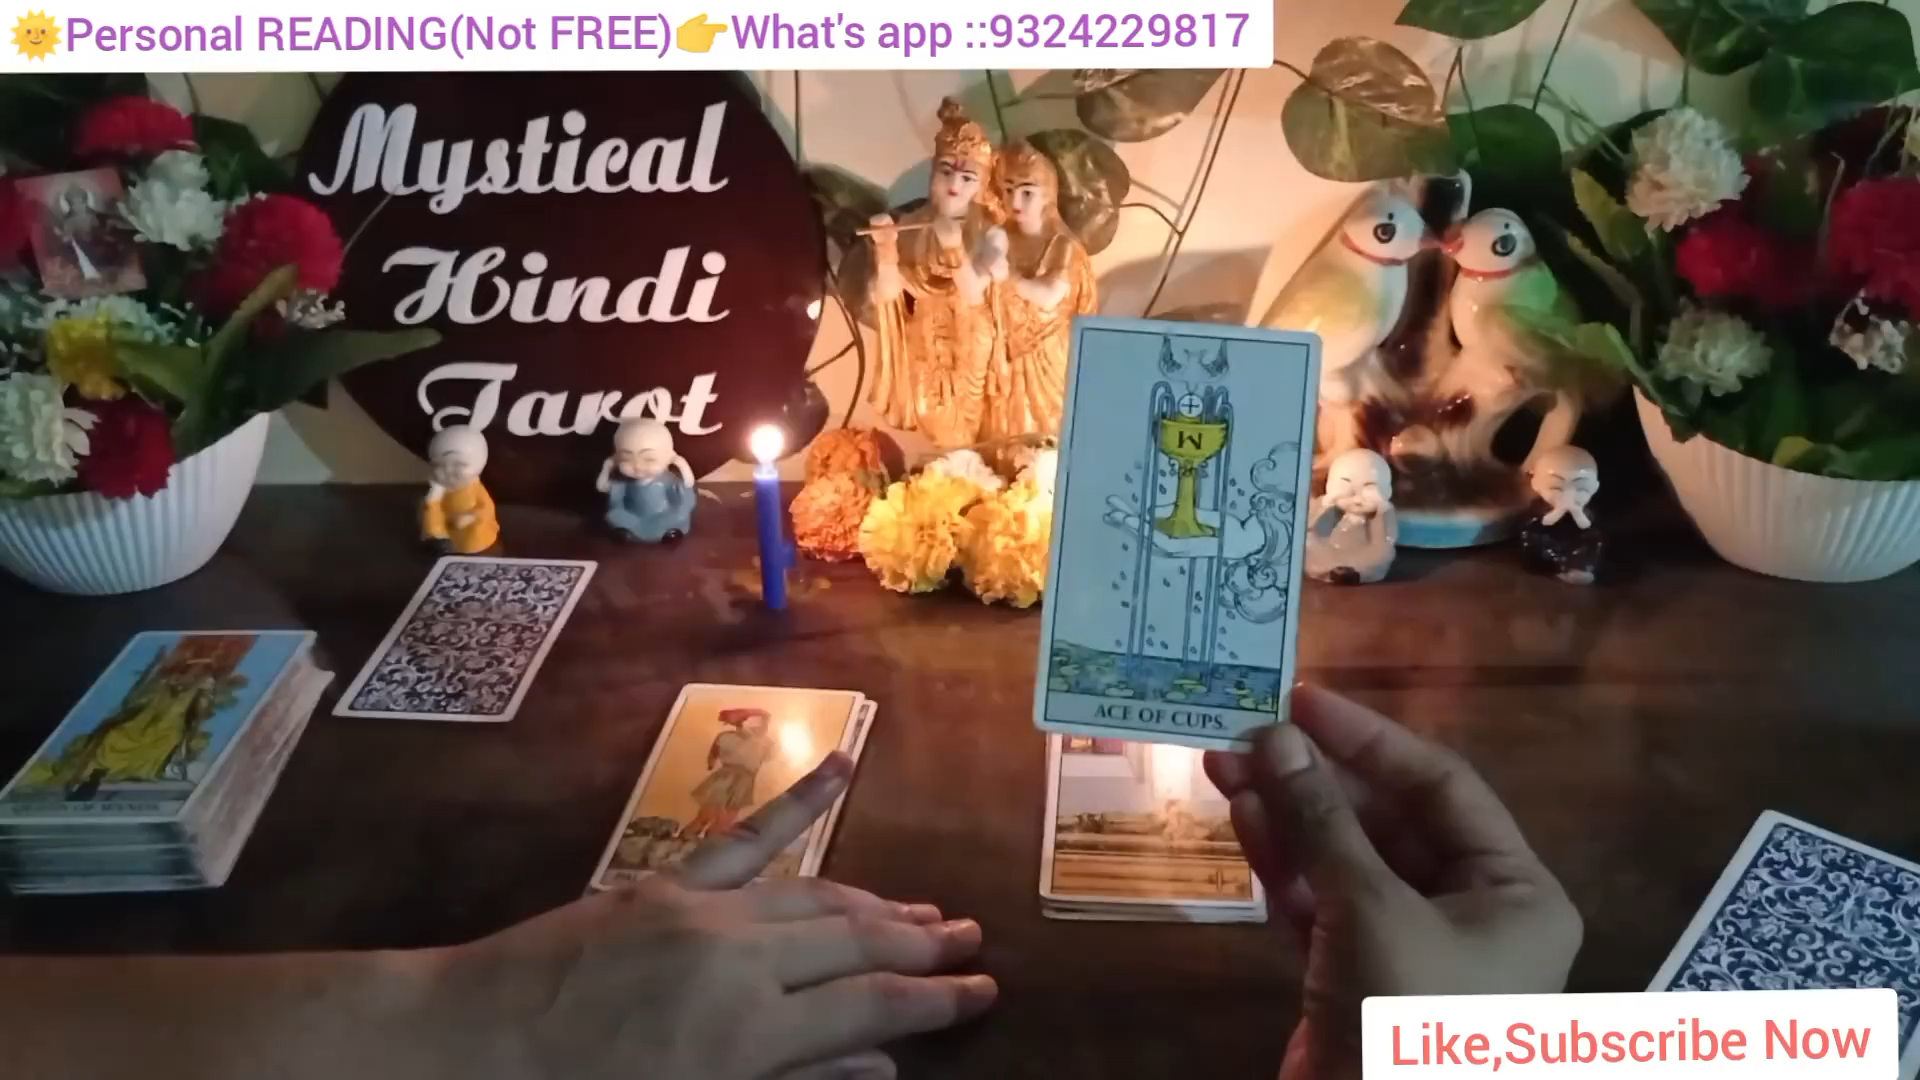 🌞Personal READING(Not FREE)👉What's app ::9324229817
Mystical
Hindi
Tarot
ACE OF CUPS.
Like,Subscribe Now